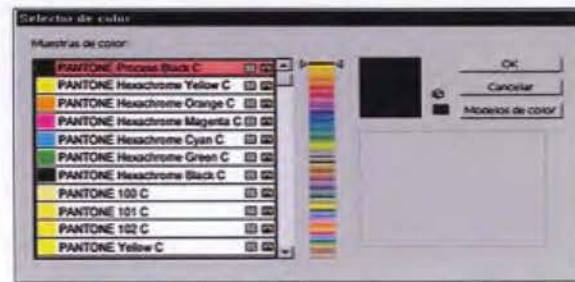 Selector de color
Muestras de color:
PANTONE Process Black C
PANTONE Hexachrome Yellow C
PANTONE Hexachrome Orange C
PANTONE Hexachrome Magenta C
PANTONE Hexachrome Cyan C
PANTONE Hexachrome Green C
PANTONE Hexachrome Black C
PANTONE 100 C
PANTONE 101 C
PANTONE 102 C
PANTONE Yellow C
OK
Cancelar
Modelos de color